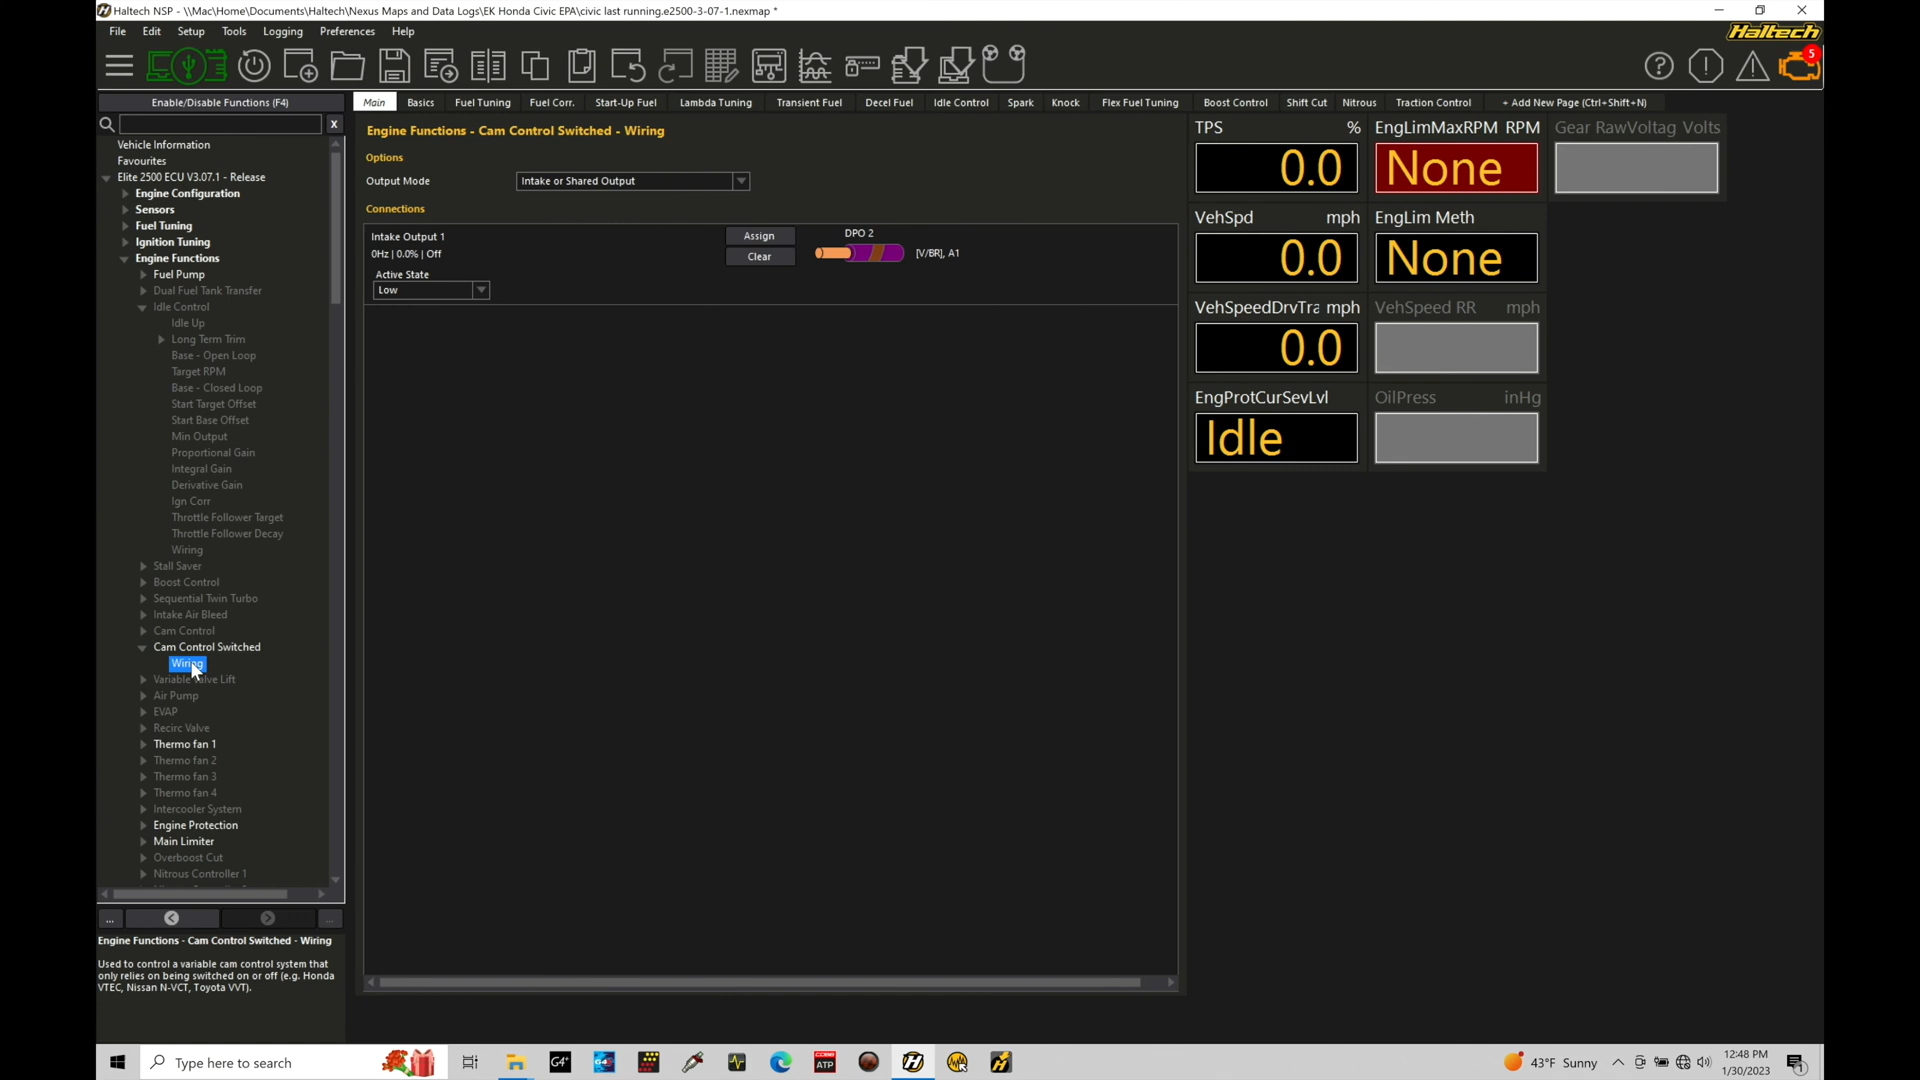 Haltech NSP - \\Mac\Home\Documents\Haltech\Nexus Maps and Data Logs\EK Honda Civic EPA\civic last running.e2500-3-07-1.nexmap *
File Edit Setup Tools Logging Preferences Help
Haltech
5
Enable/Disable Functions (F4)
Main Basics Fuel Tuning Fuel Corr. Start-Up Fuel Lambda Tuning Transient Fuel Decel Fuel Idle Control Spark Knock Flex Fuel Tuning Boost Control Shift Cut Nitrous Traction Control + Add New Page (Ctrl+Shift+N)
X
Vehicle Information
Favourites
Elite 2500 ECU V3.07.1 - Release
Engine Configuration
Sensors
Fuel Tuning
Ignition Tuning
Engine Functions
Fuel Pump
Dual Fuel Tank Transfer
Idle Control
Idle Up
Long Term Trim
Base - Open Loop
Target RPM
Base - Closed Loop
Start Target Offset
Start Base Offset
Min Output
Proportional Gain
Integral Gain
Derivative Gain
Ign Corr
Throttle Follower Target
Throttle Follower Decay
Wiring
Stall Saver
Boost Control
Sequential Twin Turbo
Intake Air Bleed
Cam Control
Cam Control Switched
Wiring
Variable Valve Lift
Air Pump
EVAP
Recirc Valve
Thermo fan 1
Thermo fan 2
Thermo fan 3
Thermo fan 4
Intercooler System
Engine Protection
Main Limiter
Overboost Cut
Nitrous Controller 1
... ...
Engine Functions - Cam Control Switched - Wiring
Used to control a variable cam control system that
only relies on being switched on or off (e.g. Honda
VTEC, Nissan N-VCT, Toyota VVT).
Engine Functions - Cam Control Switched - Wiring
Options
Output Mode Intake or Shared Output
Connections
Intake Output 1 Assign DPO 2
0Hz | 0.0% | Off Clear [V/BR], A1
Active State
Low
TPS % EngLimMaxRPM RPM Gear RawVoltag Volts
0.0 None
VehSpd mph EngLim Meth
0.0 None
VehSpeedDrvTra mph VehSpeed RR mph
0.0
EngProtCurSevLvl OilPress inHg
Idle
Type here to search
G4+
43°F Sunny
12:48 PM
1/30/2023
1